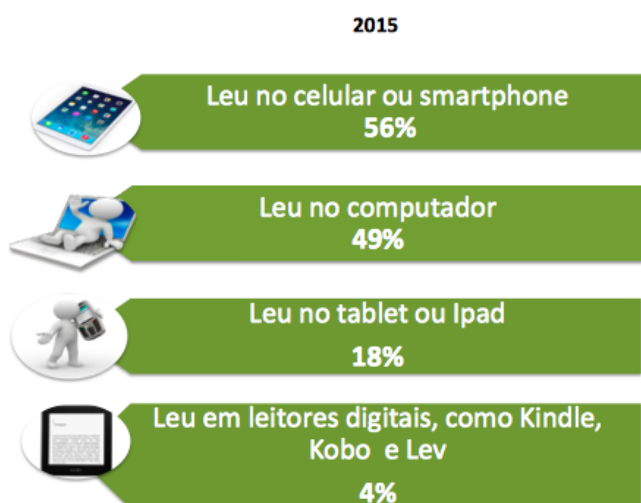 2015
Leu no celular ou smartphone
56%
Leu no computador
49%
Leu no tablet ou Ipad
18%
Leu em leitores digitais, como Kindle,
Kobo e Lev
4%